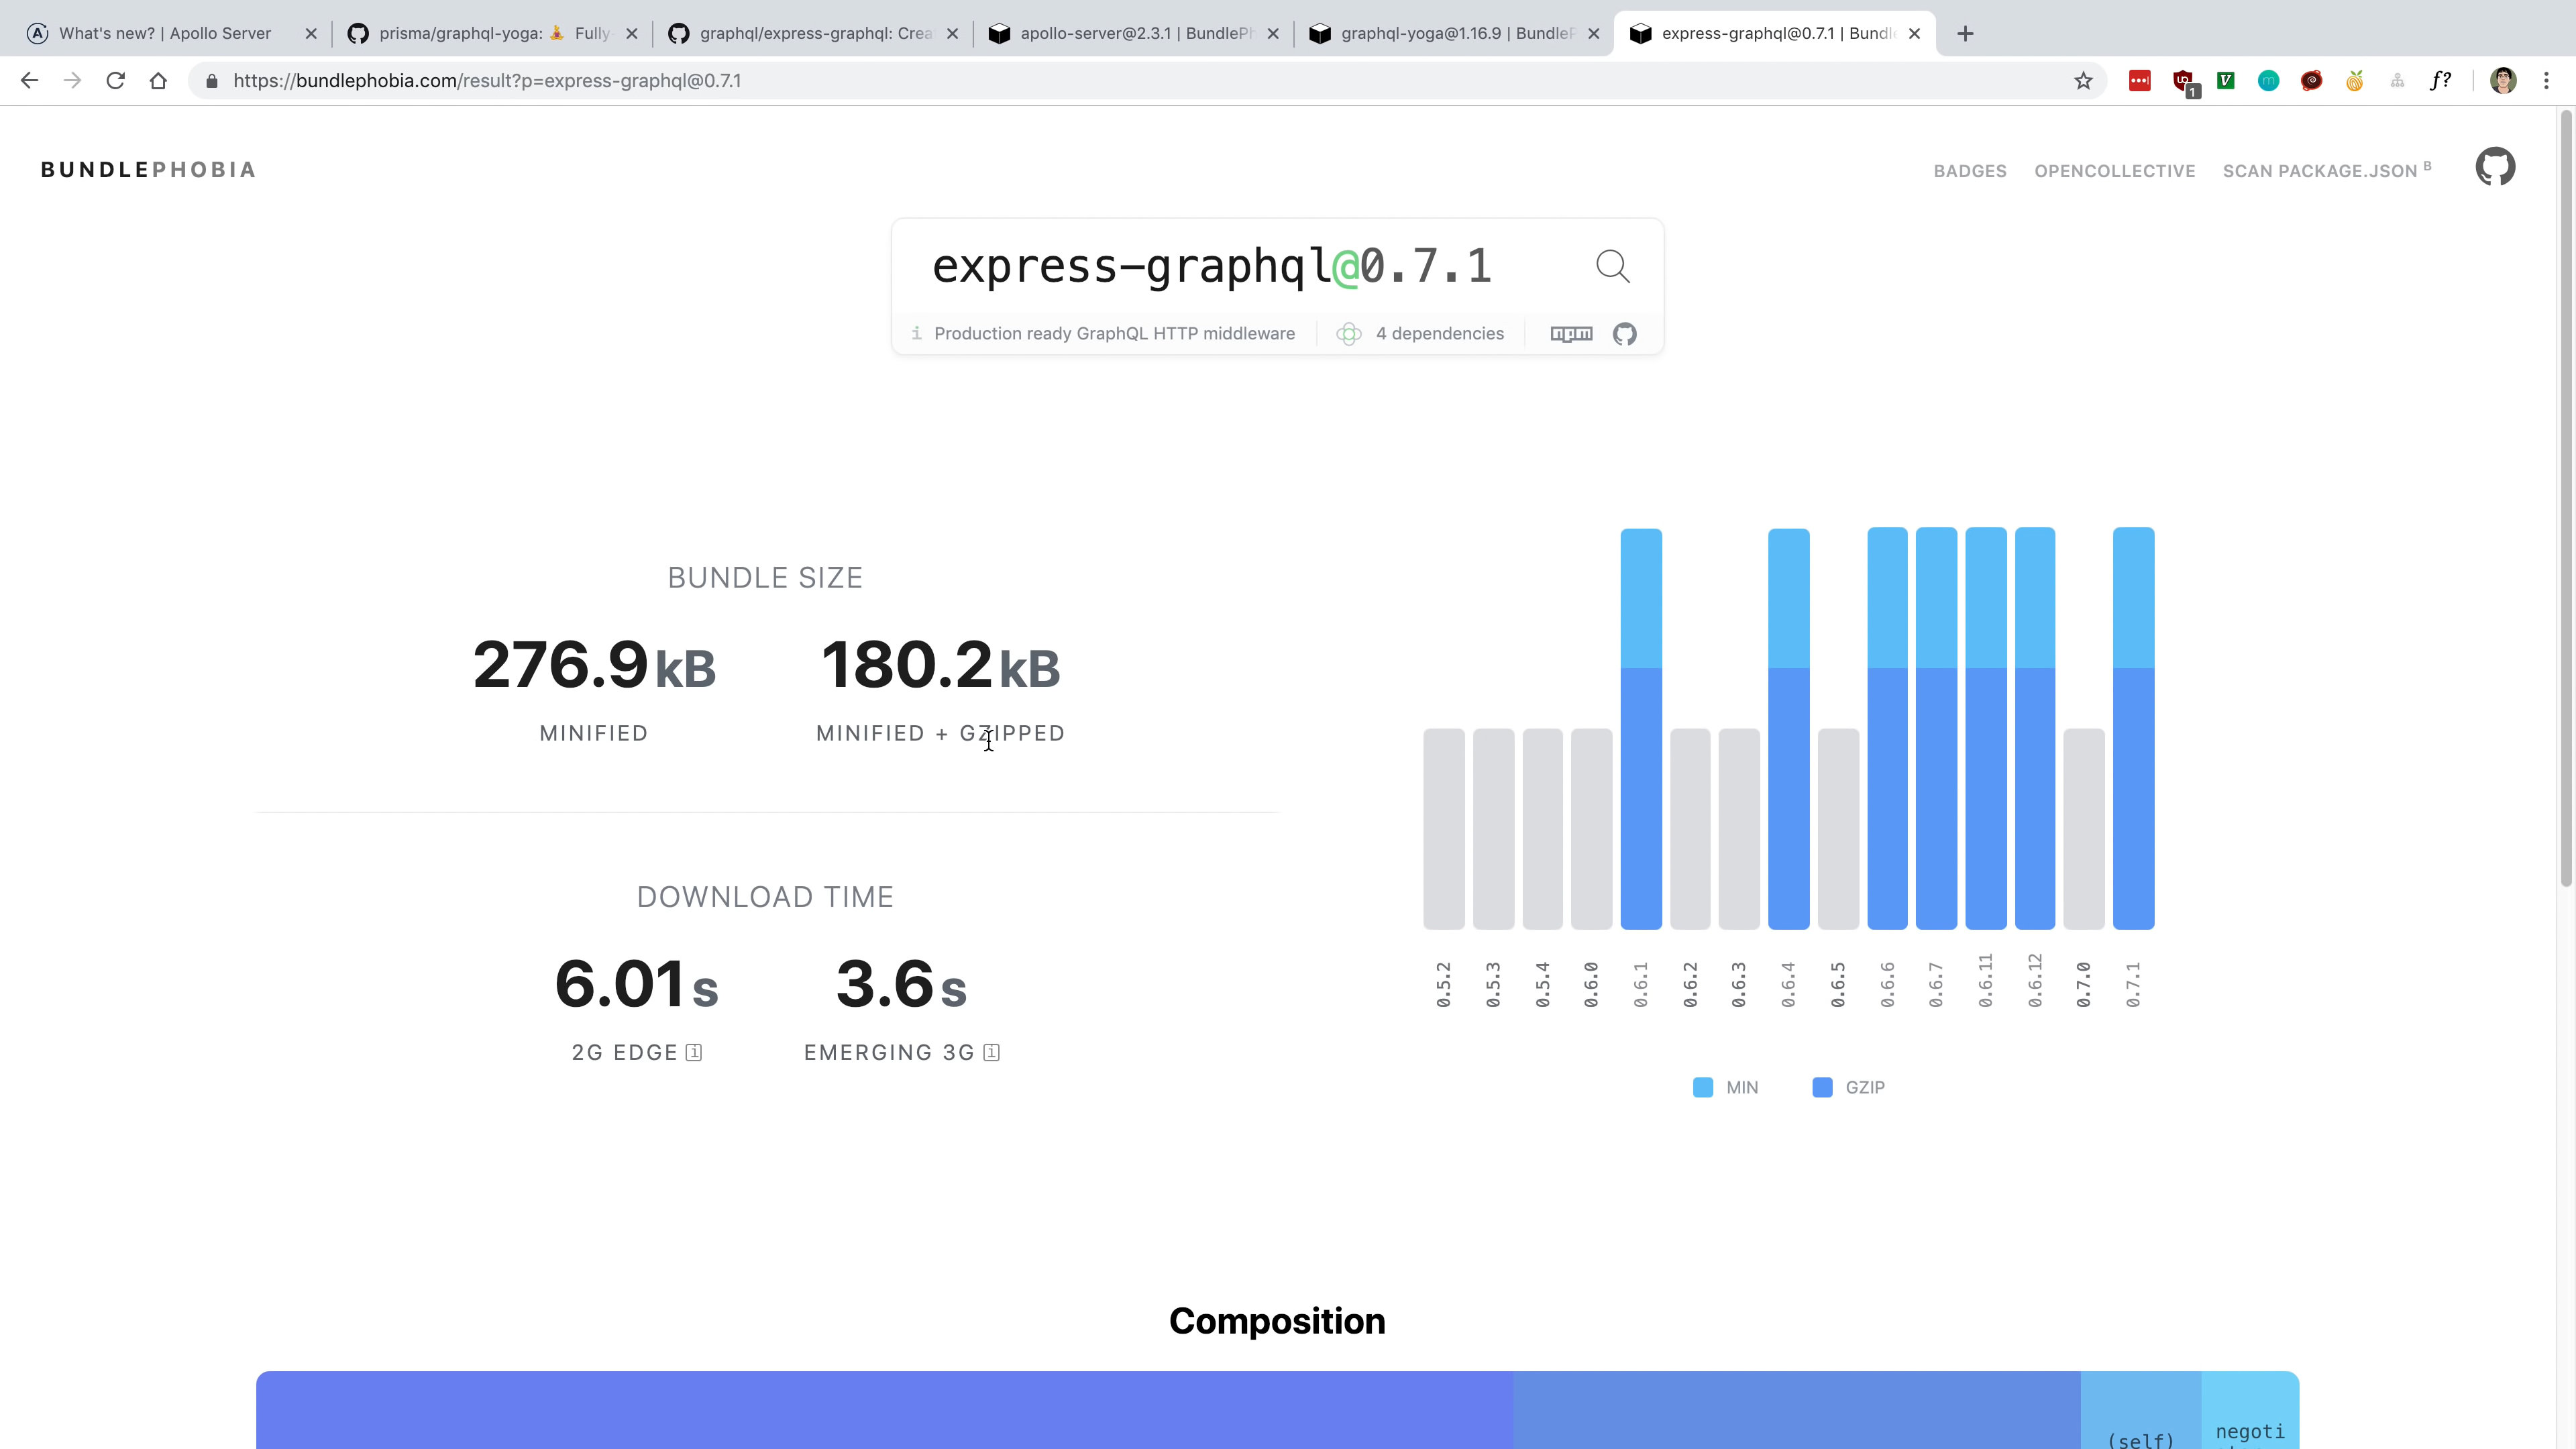 What's new? | Apollo Server
prisma/graphql-yoga: 🧘 Fully
graphql/express-graphql: Crea
apollo-server@2.3.1 | BundlePh
graphql-yoga@1.16.9 | BundleP
express-graphql@0.7.1 | Bundle
https://bundlephobia.com/result?p=express-graphql@0.7.1
1
f?
BUNDLEPHOBIA
BADGES
OPENCOLLECTIVE
SCAN PACKAGE.JSON B
express-graphql@0.7.1
i Production ready GraphQL HTTP middleware
4 dependencies
npm
BUNDLE SIZE
276.9 kB
180.2 kB
MINIFIED
MINIFIED + GZIPPED
DOWNLOAD TIME
6.01 s
3.6 s
2G EDGE i
EMERGING 3G i
0.5.2
0.5.3
0.5.4
0.6.0
0.6.1
0.6.2
0.6.3
0.6.4
0.6.5
0.6.6
0.6.7
0.6.11
0.6.12
0.7.0
0.7.1
MIN
GZIP
Composition
(self)
negoti